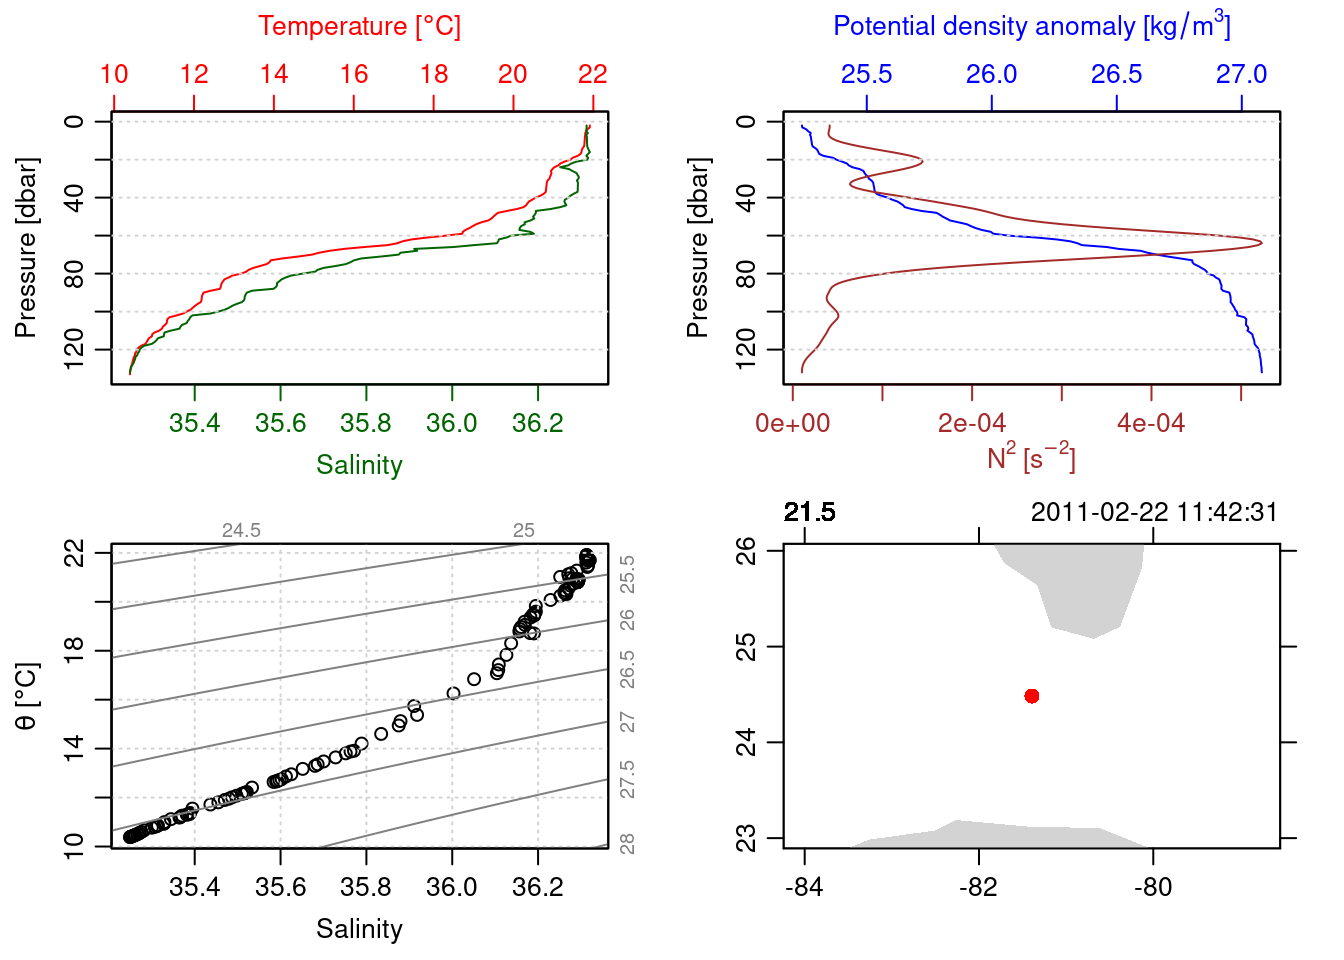 Temperature [°C]
10 12 14 16 18 20 22
Pressure [dbar]
0
40
80
120
35.4 35.6 35.8 36.0 36.2
Salinity
Potential density anomaly [kg/m³]
25.5 26.0 26.5 27.0
Pressure [dbar]
0
40
80
120
0e+00 2e-04 4e-04
N² [s⁻²]
24.5 25
θ [°C]
22
18
14
10
25.5
26
26.5
27
27.5
28
35.4 35.6 35.8 36.0 36.2
Salinity
21.5 2011-02-22 11:42:31
26
25
24
23
-84 -82 -80